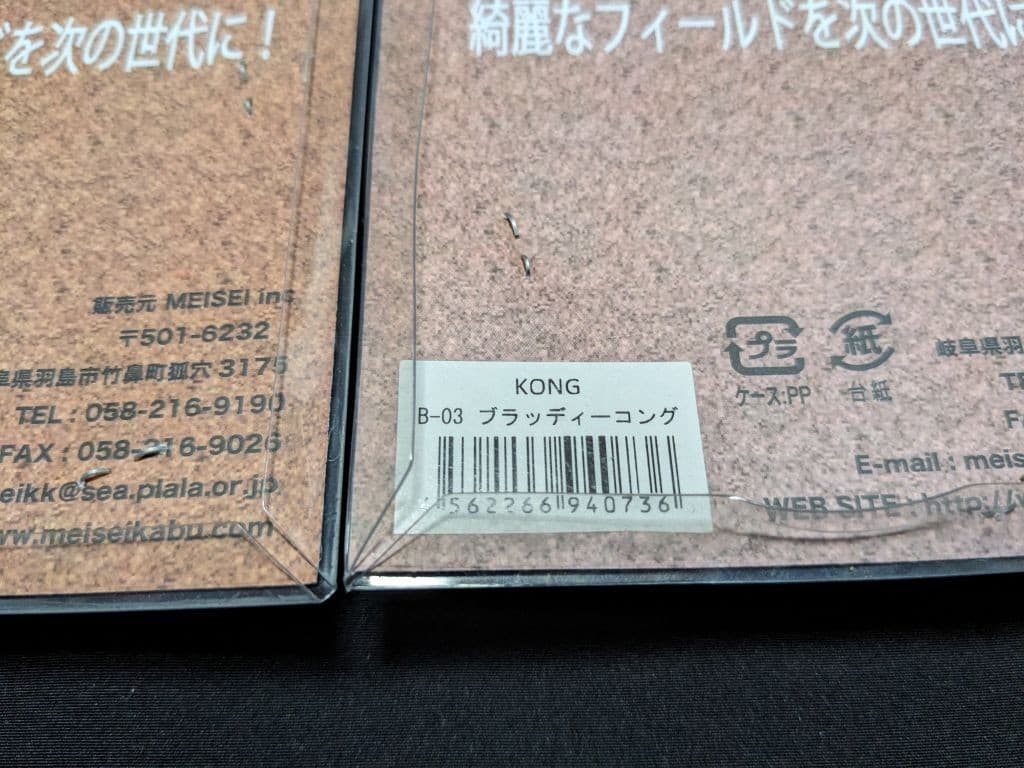 を次の世代に!
販売元 MEISEI inc
〒501-6232
阜県羽島市竹鼻町狐穴 3175
TEL : 058-216-9190
FAX : 058-216-9026
eikk@sea.plala.or.jp
www.meiseikabu.com
綺麗なフィールドを次の世代に
プラ
ケース:PP
紙
台紙
岐阜県羽
KONG
B-03 ブラッディーコング
4 562266 940736
E-mail : meis
WEB SITE : http://